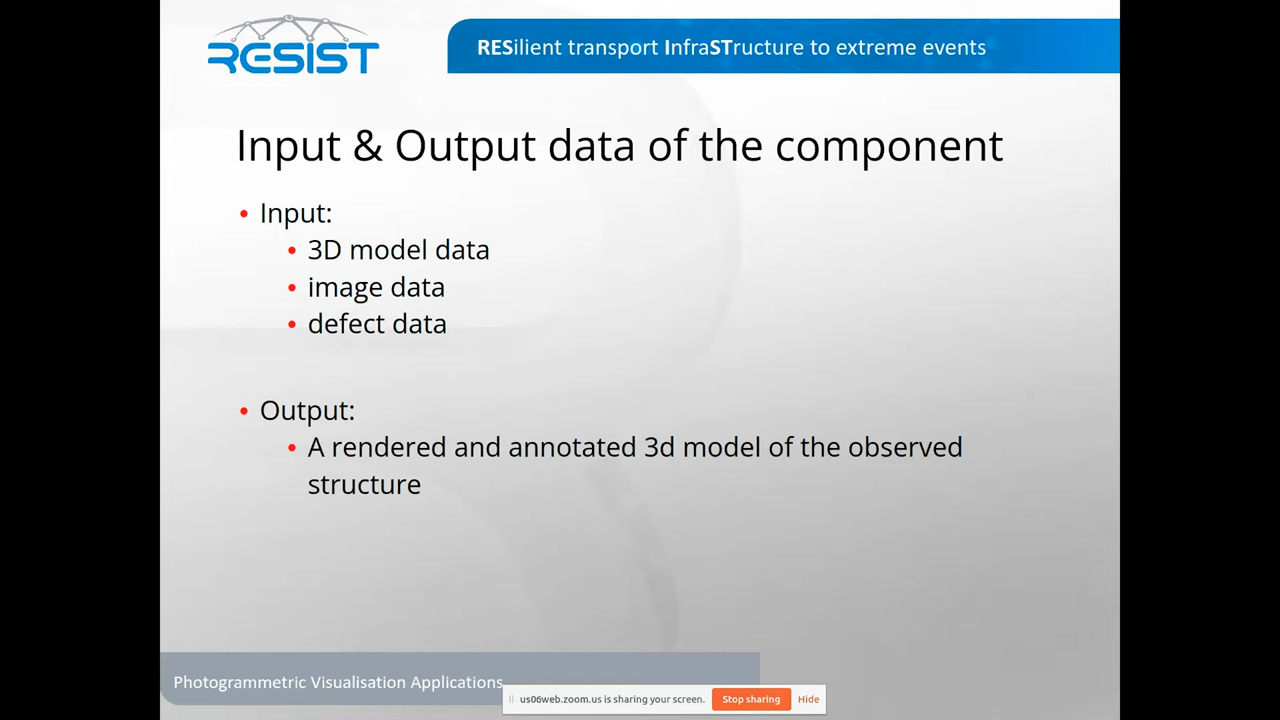 RESIST
RESilient transport InfraSTructure to extreme events
Input & Output data of the component
• Input:
• 3D model data
• image data
• defect data
• Output:
• A rendered and annotated 3d model of the observed
structure
Photogrammetric Visualisation Applications
us06web.zoom.us is sharing your screen.
Stop sharing
Hide